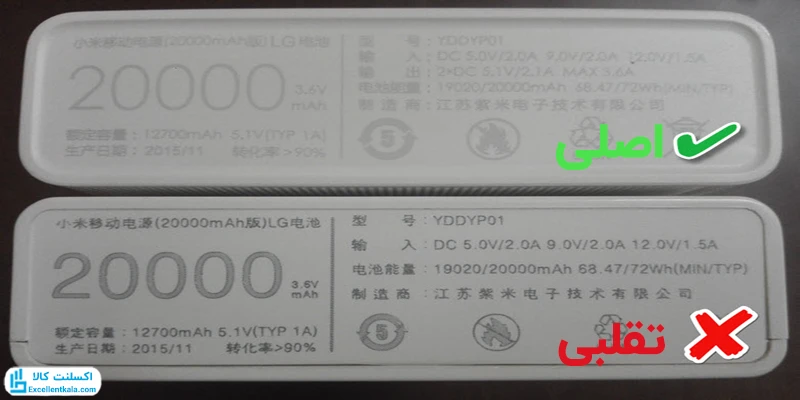 小米移动电源(20000mAh版)LG电池
20000 3.6V mAh
额定容量：12700mAh 5.1V(TYP 1A)
生产日期：2015/11 转化率>90%
型 号：YDDYP01
输 入：DC 5.0V/2.0A 9.0V/2.0A 12.0V/1.5A
输 出：2×DC 5.1V/2.1A MAX 3.6A
电池能量：19020/20000mAh 68.47/72Wh(MIN/TYP)
制造商：江苏紫米电子技术有限公司
5
اصلی
小米移动电源(20000mAh版)LG电池
20000 3.6V mAh
额定容量：12700mAh 5.1V(TYP 1A)
生产日期：2015/11 转化率>90%
型 号：YDDYP01
输 入：DC 5.0V/2.0A 9.0V/2.0A 12.0V/1.5A
电池能量：19020/20000mAh 68.47/72Wh(MIN/TYP)
制造商：江苏紫米电子技术有限公司
5
تقلبی
اکسلنت کالا
Excellentkala.com